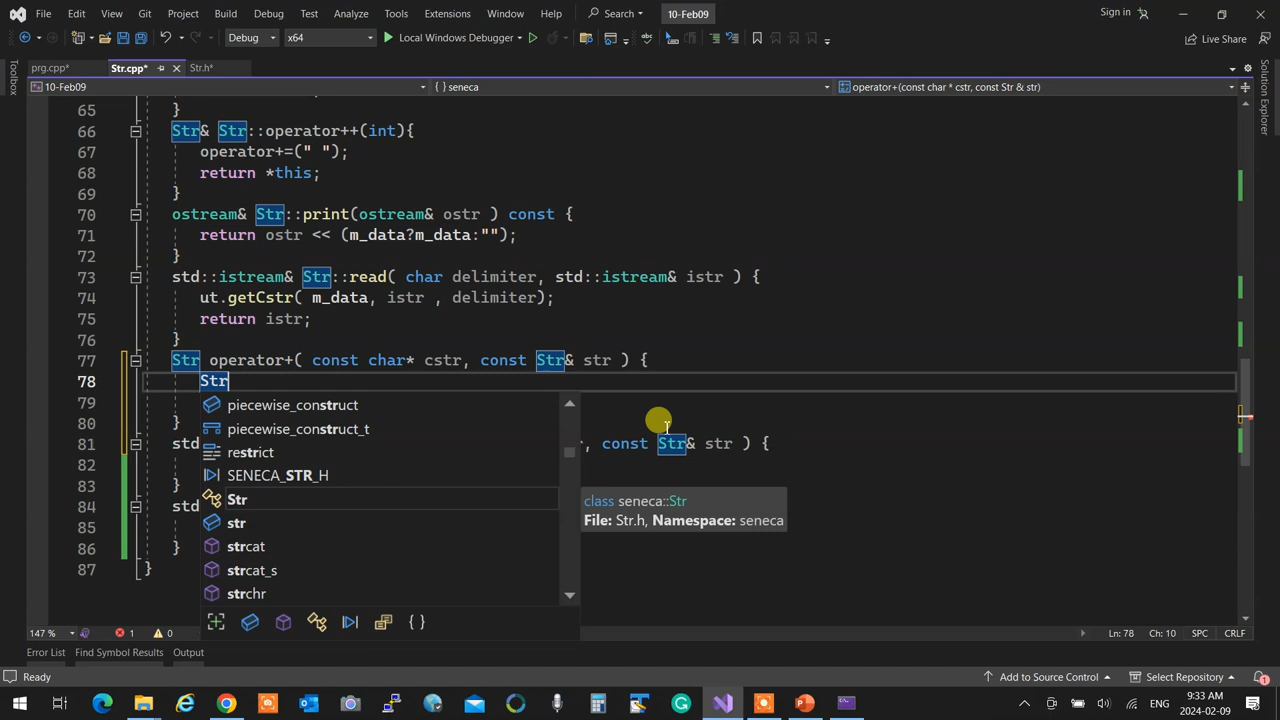 File Edit View Git Project Build Debug Test Analyze Tools Extensions Window Help Search 10-Feb09 Sign in
Debug x64 Local Windows Debugger Live Share
prg.cpp* Str.cpp* Str.h*
10-Feb09 { } seneca operator+(const char * cstr, const Str & str)
Toolbox
Solution Explorer
65 }
66 Str& Str::operator++(int){
67 operator+=(" ");
68 return *this;
69 }
70 ostream& Str::print(ostream& ostr ) const {
71 return ostr << (m_data?m_data:"");
72 }
73 std::istream& Str::read( char delimiter, std::istream& istr ) {
74 ut.getCstr( m_data, istr , delimiter);
75 return istr;
76 }
77 Str operator+( const char* cstr, const Str& str ) {
78 Str
79
80 }
81 std , const Str& str ) {
82
83 }
84 std
85
86 }
87 }
piecewise_construct
piecewise_construct_t
restrict
SENECA_STR_H
Str
str
strcat
strcat_s
strchr
class seneca::Str
File: Str.h, Namespace: seneca
147 % 1 0 Ln: 78 Ch: 10 SPC CRLF
Error List Find Symbol Results Output
Ready Add to Source Control Select Repository 1
ENG 9:33 AM
2024-02-09